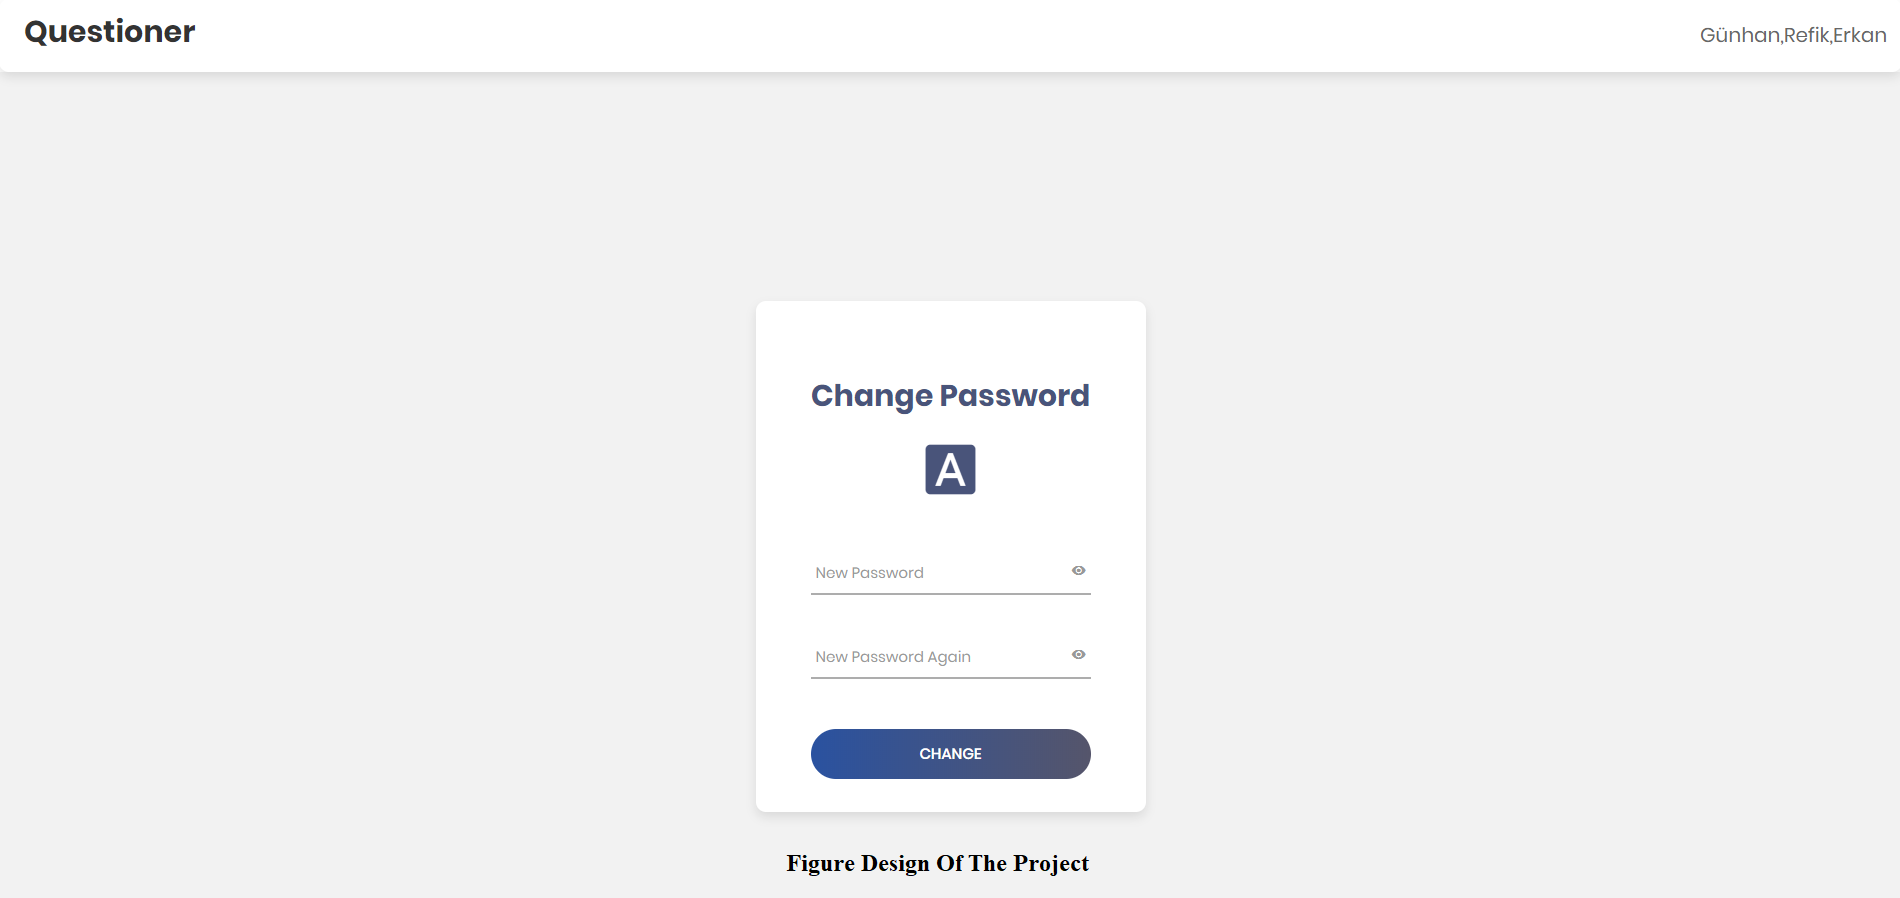 Questioner
Günhan,Refik,Erkan
Change Password
A
New Password
New Password Again
CHANGE
Figure Design Of The Project